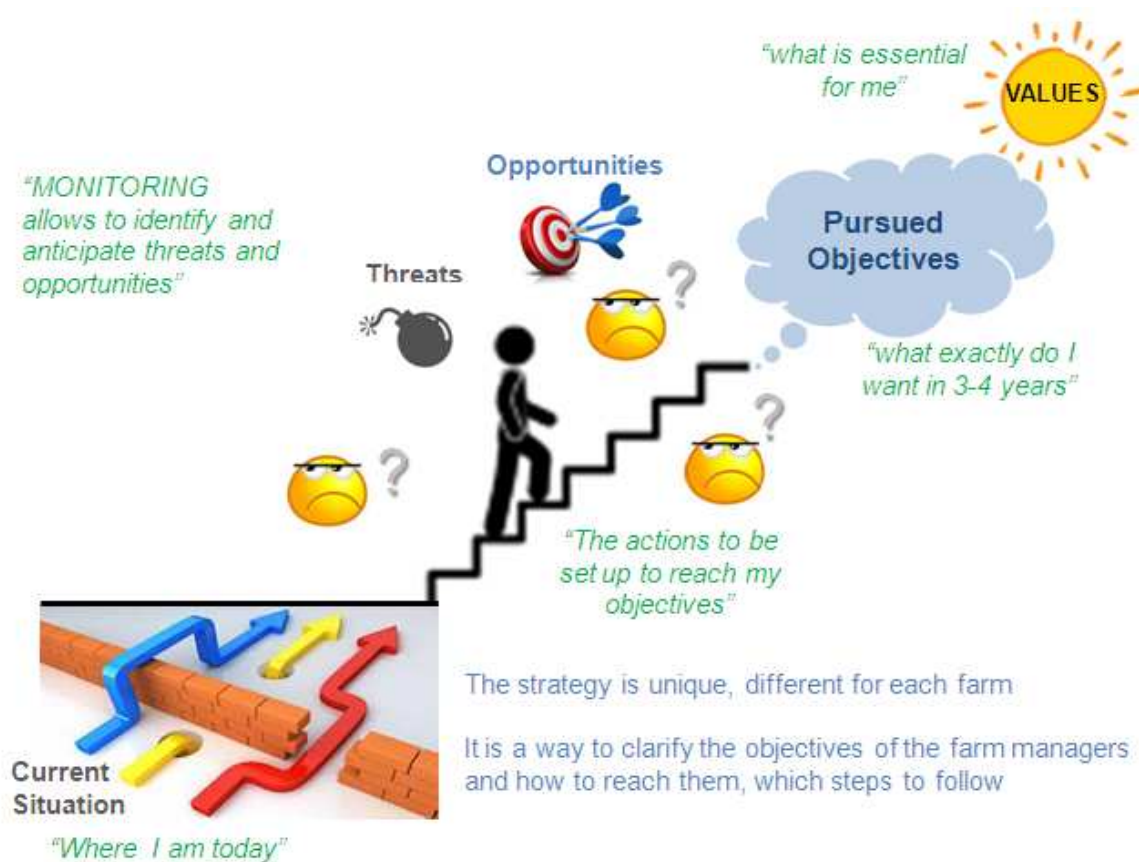 “what is essential
for me”
VALUES
Opportunities
“MONITORING
allows to identify and
anticipate threats and
opportunities”
Pursued
Objectives
Threats
?
“what exactly do I
want in 3-4 years”
?
?
“The actions to be
set up to reach my
objectives”
The strategy is unique, different for each farm
It is a way to clarify the objectives of the farm managers
and how to reach them, which steps to follow
Current
Situation
“Where I am today”